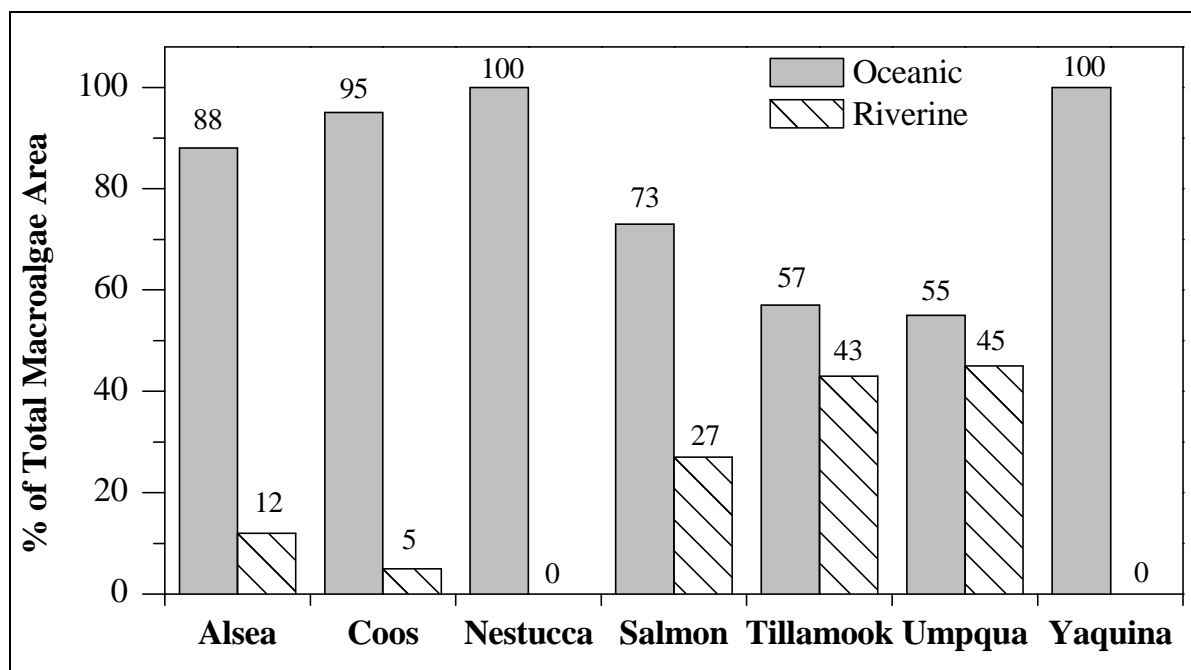 % of Total Macroalgae Area
100
80
60
40
20
0
Oceanic
Riverine
88
12
95
5
100
0
73
27
57
43
55
45
100
0
Alsea
Coos
Nestucca
Salmon
Tillamook
Umpqua
Yaquina